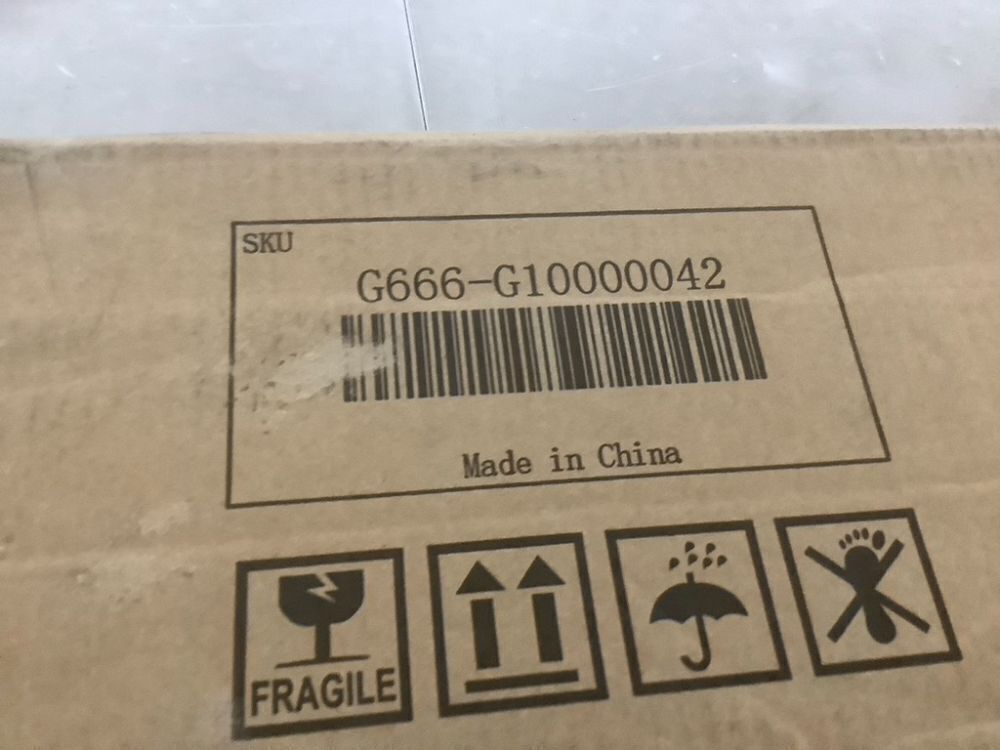 SKU
G666-G10000042
Made in China
FRAGILE